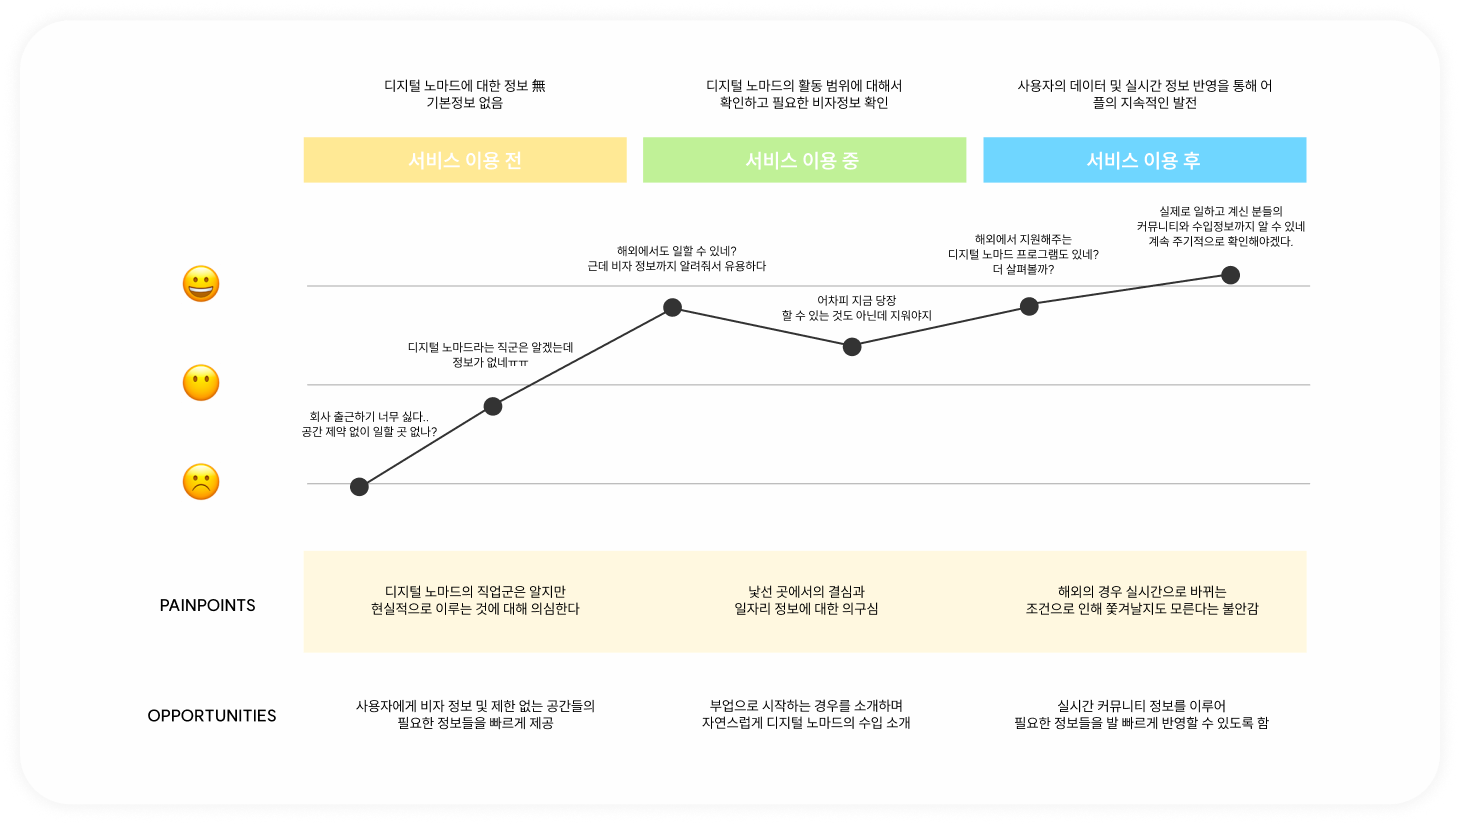 디지털 노마드에 대한 정보 無
기본정보 없음
디지털 노마드의 활동 범위에 대해서
확인하고 필요한 비자정보 확인
사용자의 데이터 및 실시간 정보 반영을 통해 어
플의 지속적인 발전
서비스 이용 전
서비스 이용 중
서비스 이용 후
회사 출근하기 너무 싫다..
공간 제약 없이 일할 곳 없나?
디지털 노마드라는 직군은 알겠는데
정보가 없네ㅠㅠ
해외에서도 일할 수 있네?
근데 비자 정보까지 알려줘서 유용하다
어차피 지금 당장
할 수 있는 것도 아닌데 지워야지
해외에서 지원해주는
디지털 노마드 프로그램도 있네?
더 살펴볼까?
실제로 일하고 계신 분들의
커뮤니티와 수입정보까지 알 수 있네
계속 주기적으로 확인해야겠다.
PAINPOINTS
디지털 노마드의 직업군은 알지만
현실적으로 이루는 것에 대해 의심한다
낯선 곳에서의 결심과
일자리 정보에 대한 의구심
해외의 경우 실시간으로 바뀌는
조건으로 인해 쫓겨날지도 모른다는 불안감
OPPORTUNITIES
사용자에게 비자 정보 및 제한 없는 공간들의
필요한 정보들을 빠르게 제공
부업으로 시작하는 경우를 소개하며
자연스럽게 디지털 노마드의 수입 소개
실시간 커뮤니티 정보를 이루어
필요한 정보들을 발 빠르게 반영할 수 있도록 함